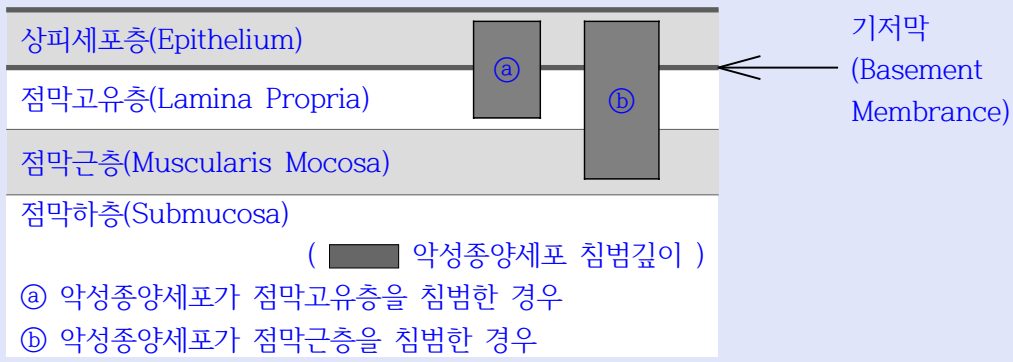 상피세포층(Epithelium)
ⓐ
기저막
(Basement
Membrance)
점막고유층(Lamina Propria)
ⓑ
점막근층(Muscularis Mocosa)
점막하층(Submucosa)
( 악성종양세포 침범깊이 )
ⓐ 악성종양세포가 점막고유층을 침범한 경우
ⓑ 악성종양세포가 점막근층을 침범한 경우